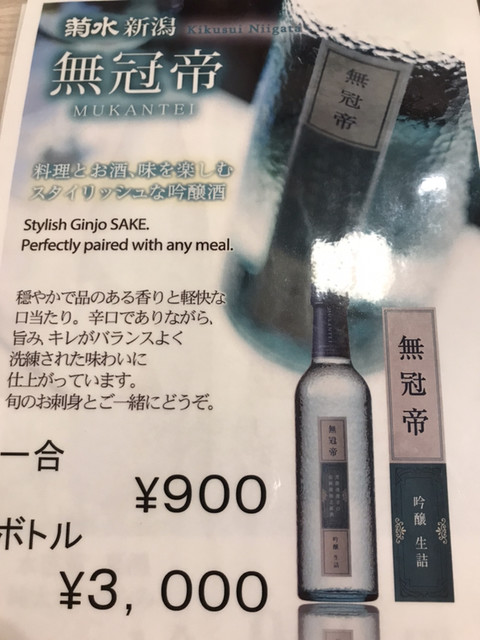 菊水 新潟 Kikusui Niigata
無冠帝
MUKANTEI
料理とお酒、味を楽しむ
スタイリッシュな吟醸酒
Stylish Ginjo SAKE.
Perfectly paired with any meal.
穏やかで品のある香りと軽快な
口当たり。辛口でありながら、
旨み、キレがバランスよく
洗練された味わいに
仕上がっています。
旬のお刺身とご一緒にどうぞ。
一合
¥900
ボトル
¥3,000
無冠帝
無冠帝
吟醸 生詰
無冠帝
吟醸 生詰